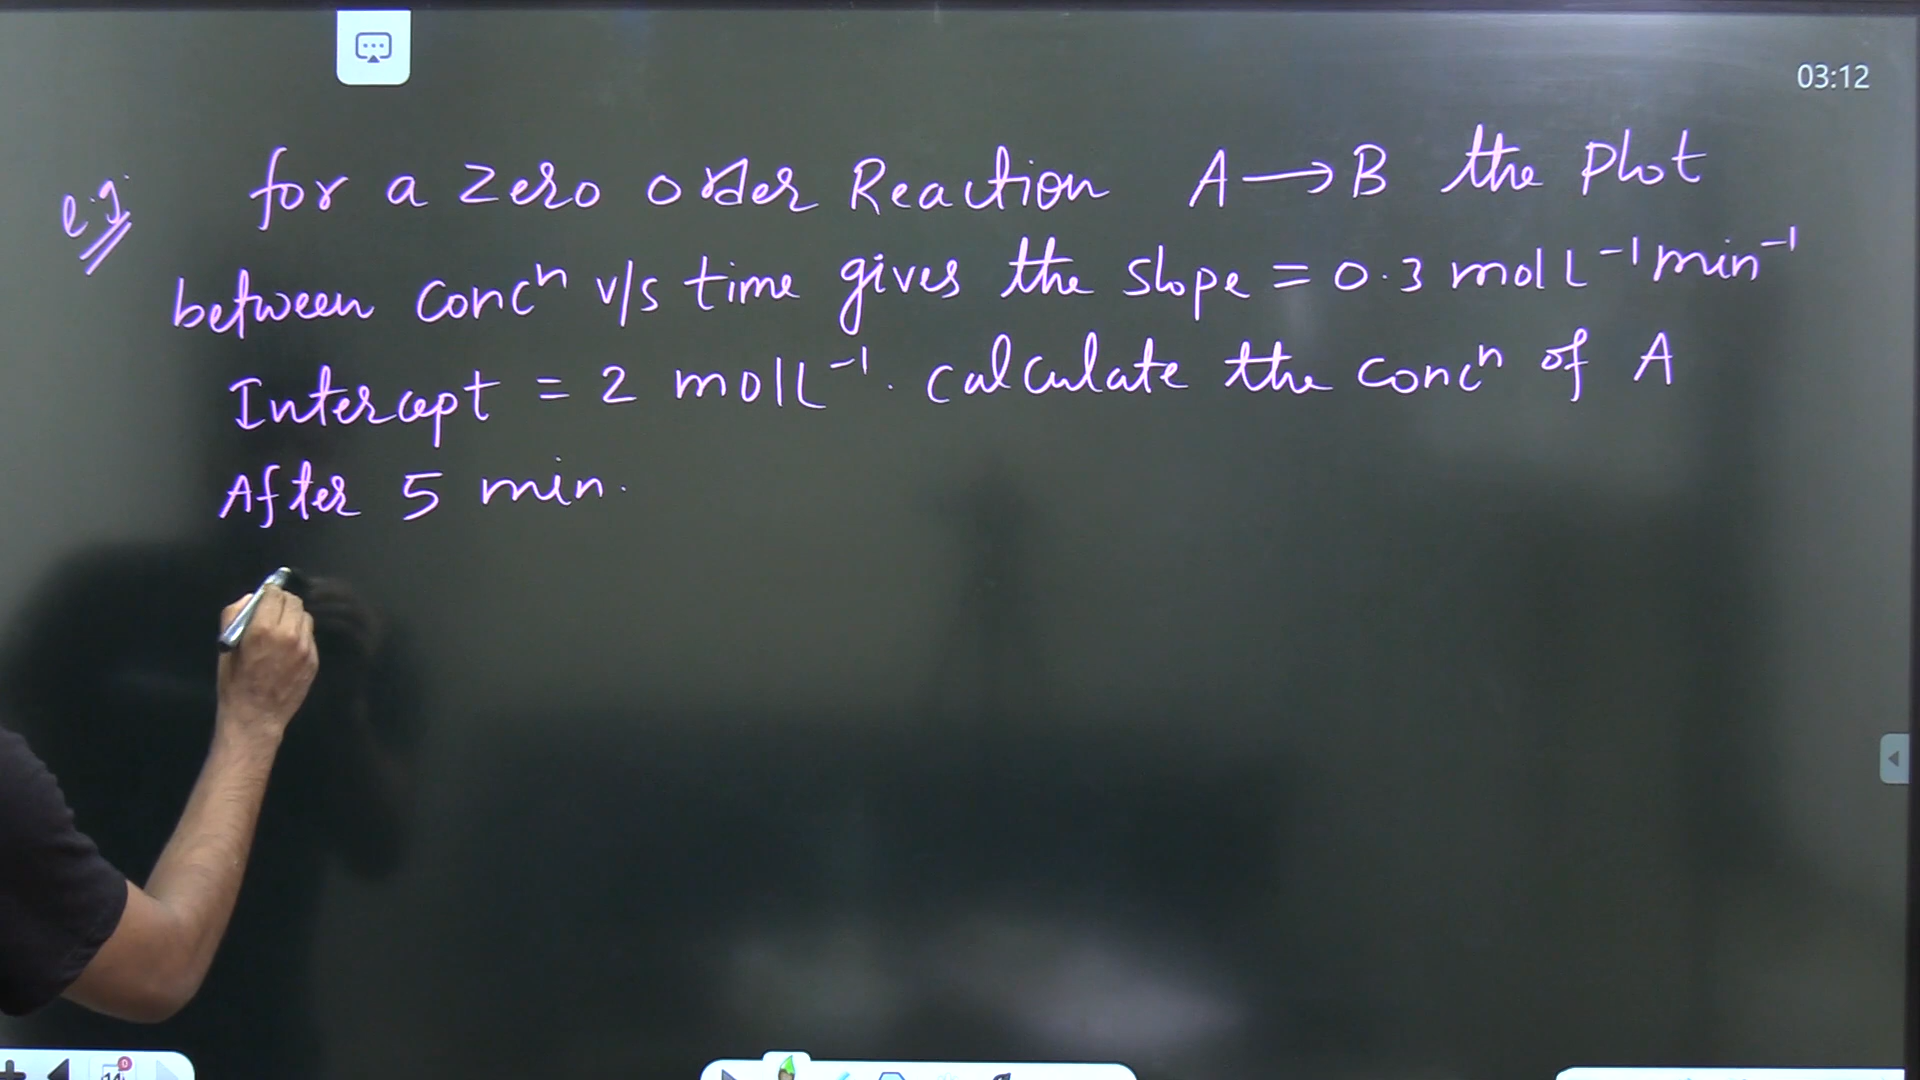 03:12
e.g. for a zero order Reaction A → B the plot
between concⁿ v/s time gives the slope = 0.3 mol L⁻¹ min⁻¹
Intercept = 2 mol L⁻¹. calculate the concⁿ of A
After 5 min.